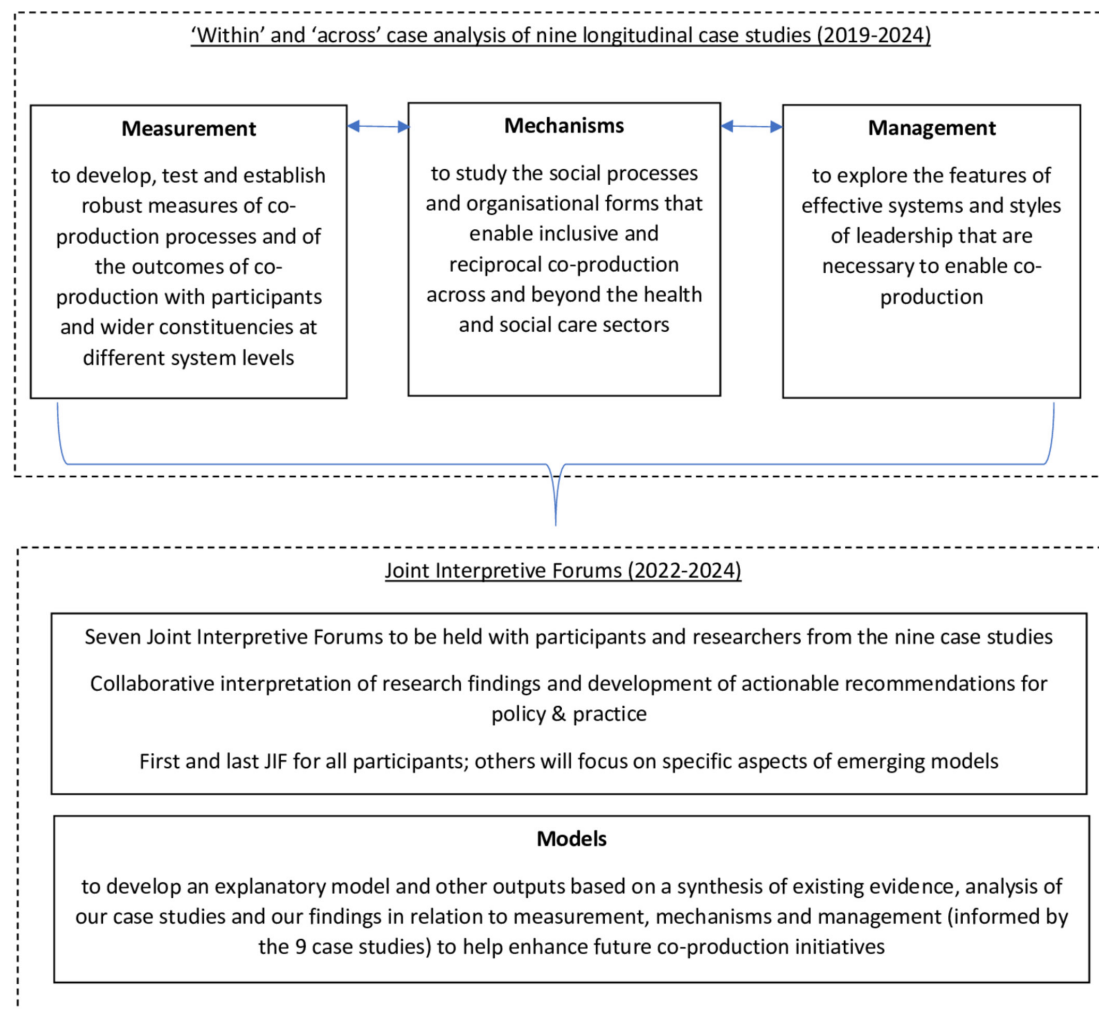 ‘Within’ and ‘across’ case analysis of nine longitudinal case studies (2019-2024)
Measurement
to develop, test and establish
robust measures of co-
production processes and of
the outcomes of co-
production with participants
and wider constituencies at
different system levels
Mechanisms
to study the social processes
and organisational forms that
enable inclusive and
reciprocal co-production
across and beyond the health
and social care sectors
Management
to explore the features of
effective systems and styles
of leadership that are
necessary to enable co-
production
Joint Interpretive Forums (2022-2024)
Seven Joint Interpretive Forums to be held with participants and researchers from the nine case studies
Collaborative interpretation of research findings and development of actionable recommendations for
policy & practice
First and last JIF for all participants; others will focus on specific aspects of emerging models
Models
to develop an explanatory model and other outputs based on a synthesis of existing evidence, analysis of
our case studies and our findings in relation to measurement, mechanisms and management (informed by
the 9 case studies) to help enhance future co-production initiatives